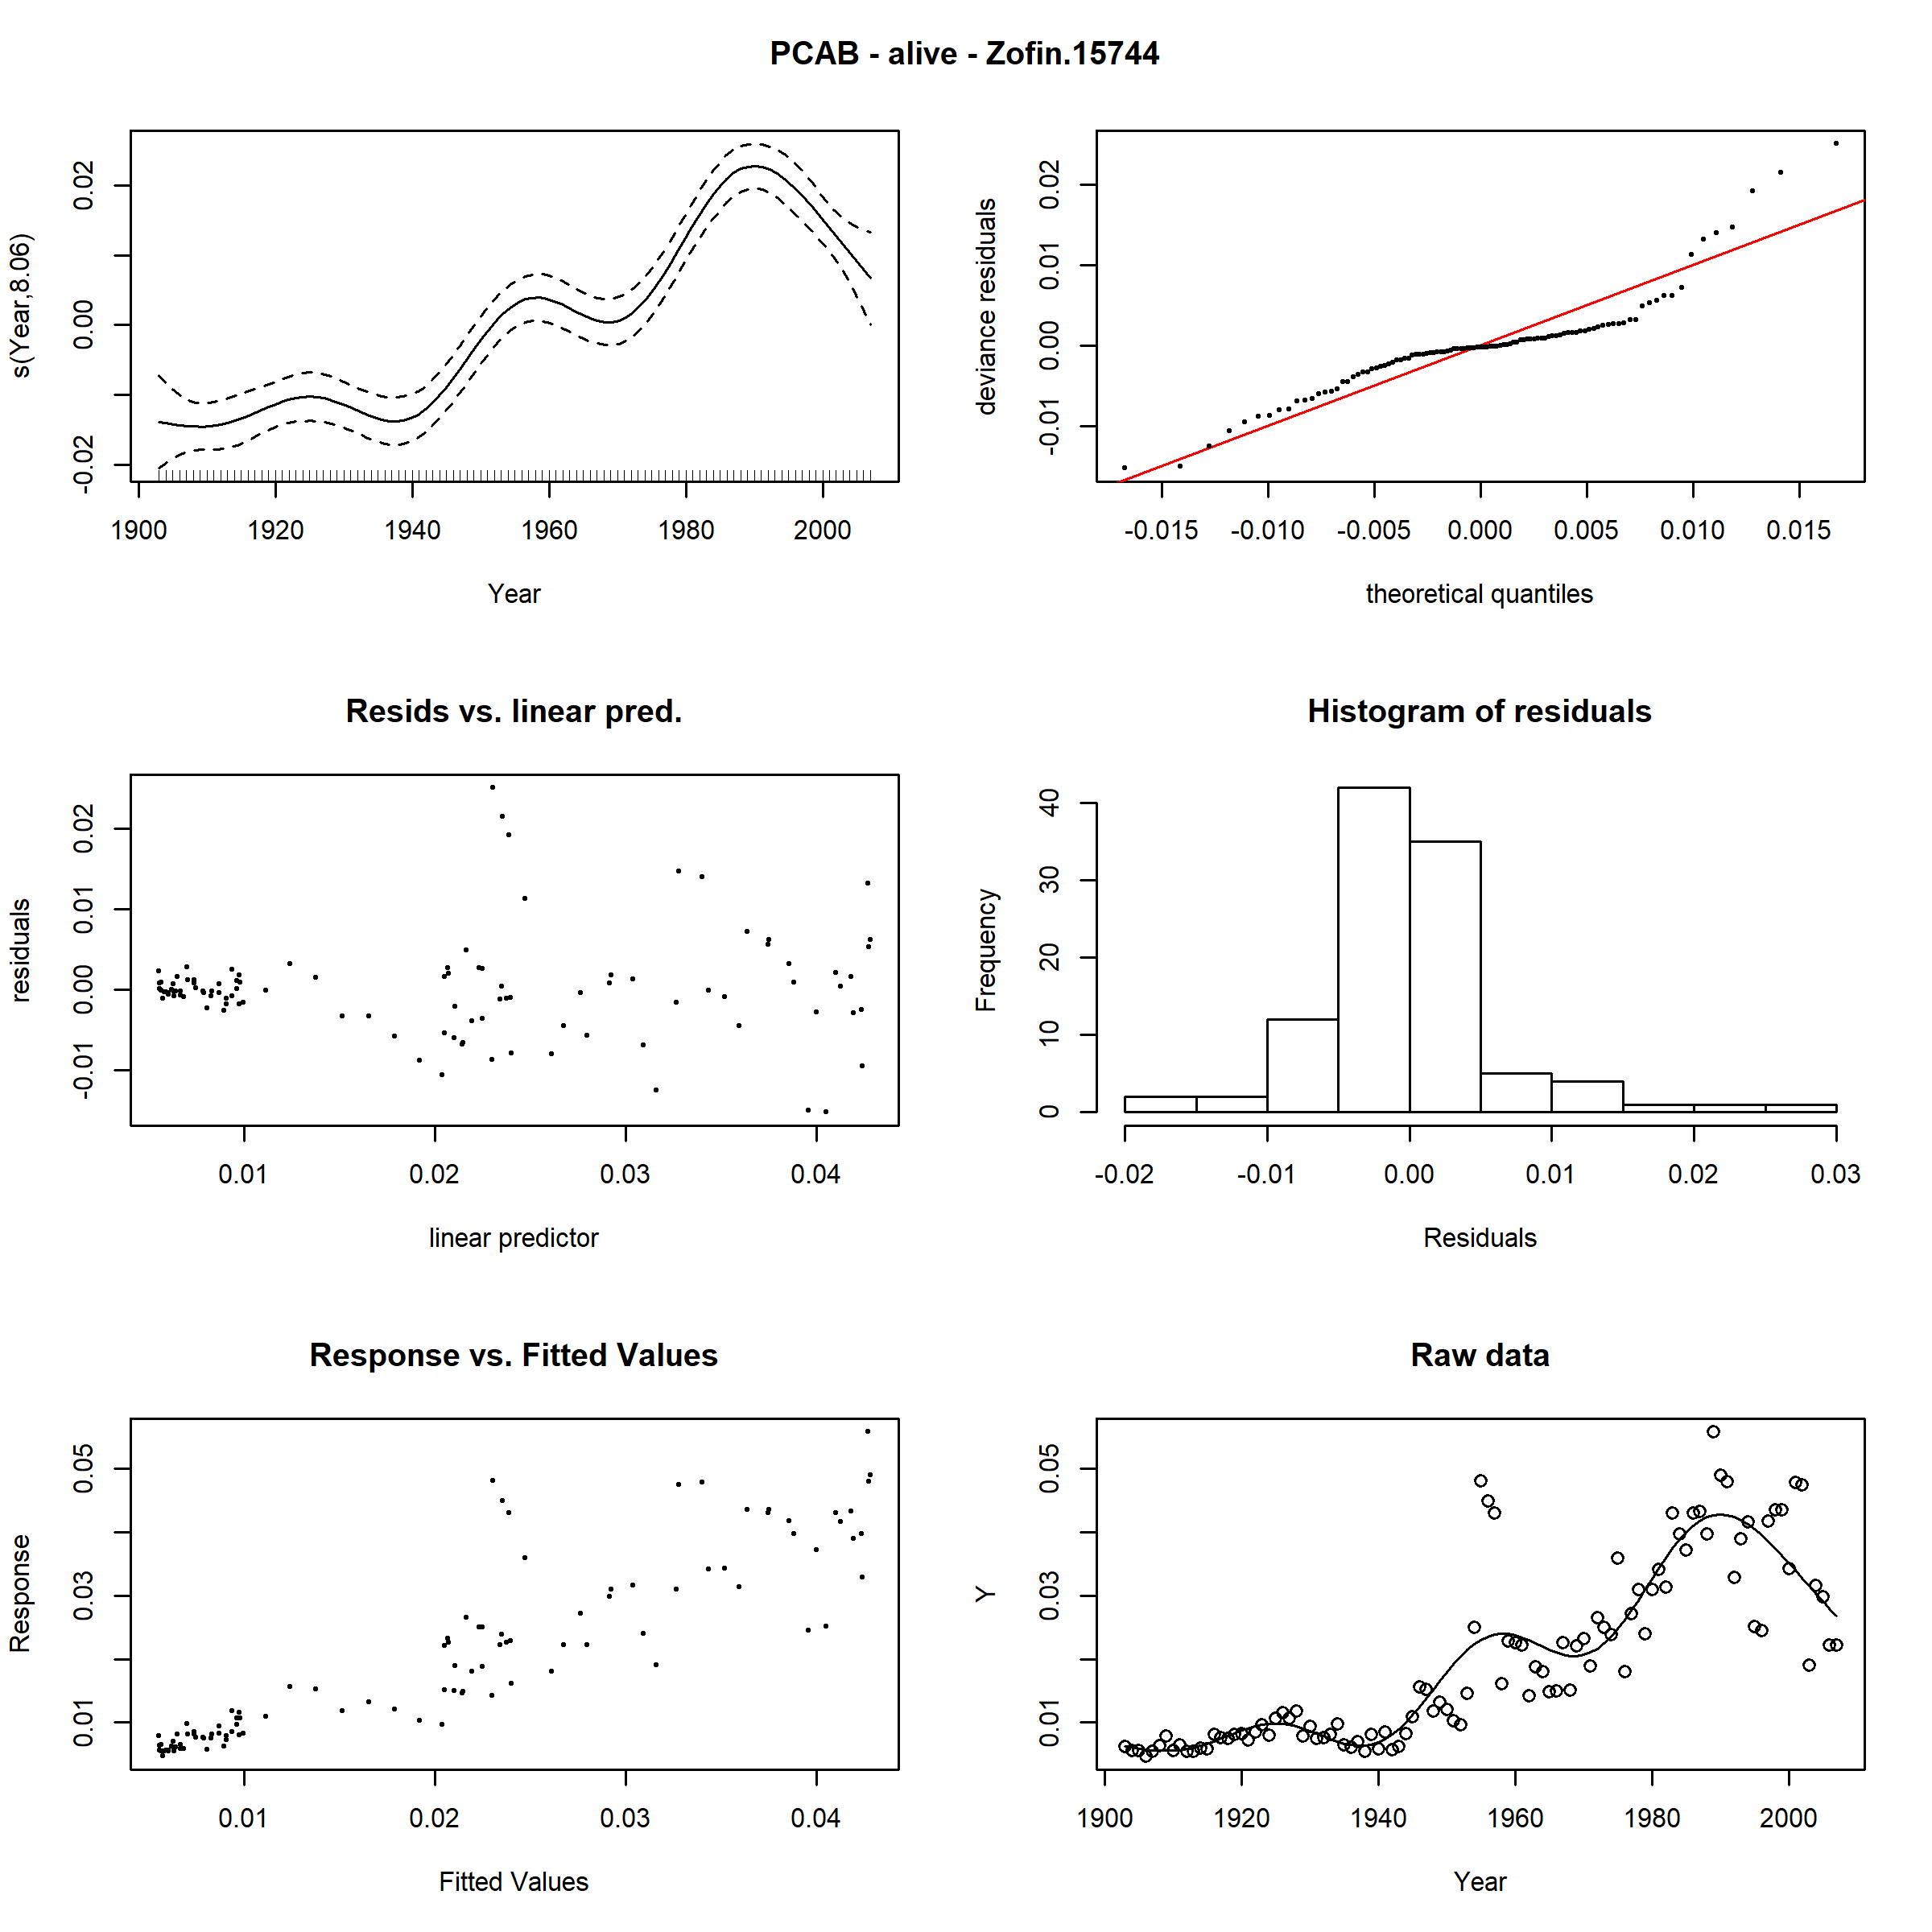 PCAB - alive - Zofin.15744
s(Year,8.06)
-0.02 0.00 0.02
1900 1920 1940 1960 1980 2000
Year
deviance residuals
-0.01 0.00 0.01 0.02
-0.015 -0.010 -0.005 0.000 0.005 0.010 0.015
theoretical quantiles
Resids vs. linear pred.
residuals
-0.01 0.00 0.01 0.02
0.01 0.02 0.03 0.04
linear predictor
Histogram of residuals
Frequency
0 10 20 30 40
-0.02 -0.01 0.00 0.01 0.02 0.03
Residuals
Response vs. Fitted Values
Response
0.01 0.03 0.05
0.01 0.02 0.03 0.04
Fitted Values
Raw data
Y
0.01 0.03 0.05
1900 1920 1940 1960 1980 2000
Year